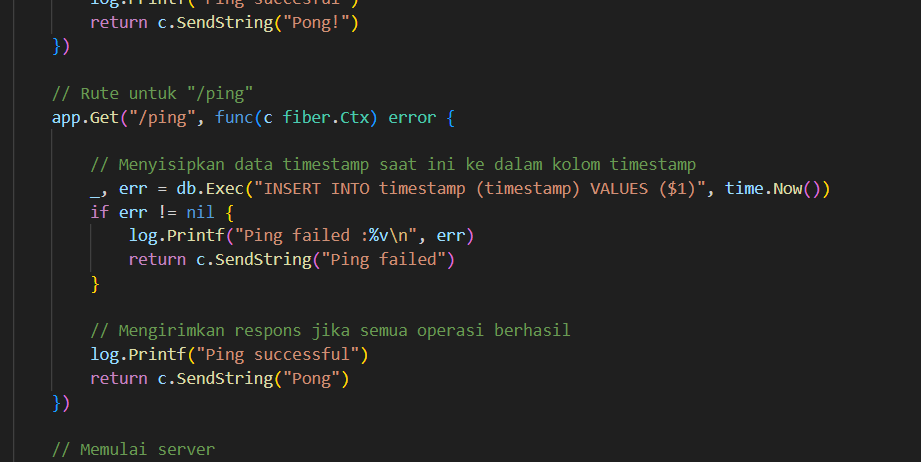 log.Printf("Ping succesful")
return c.SendString("Pong!")
})
// Rute untuk "/ping"
app.Get("/ping", func(c fiber.Ctx) error {
// Menyisipkan data timestamp saat ini ke dalam kolom timestamp
_, err = db.Exec("INSERT INTO timestamp (timestamp) VALUES ($1)", time.Now())
if err != nil {
log.Printf("Ping failed :%v\n", err)
return c.SendString("Ping failed")
}
// Mengirimkan respons jika semua operasi berhasil
log.Printf("Ping successful")
return c.SendString("Pong")
})
// Memulai server